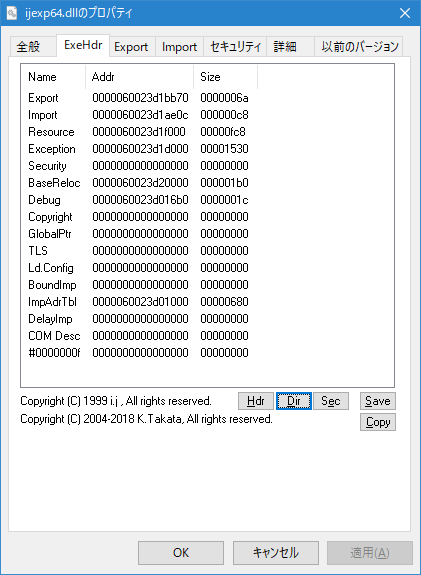 ijexp64.dllのプロパティ
全般 ExeHdr Export Import セキュリティ 詳細 以前のバージョン
Name Addr Size
Export 0000060023d1bb70 0000006a
Import 0000060023d1ae0c 000000c8
Resource 0000060023d1f000 00000fc8
Exception 0000060023d1d000 00001530
Security 0000000000000000 00000000
BaseReloc 0000060023d20000 000001b0
Debug 0000060023d016b0 0000001c
Copyright 0000000000000000 00000000
GlobalPtr 0000000000000000 00000000
TLS 0000000000000000 00000000
Ld.Config 0000000000000000 00000000
BoundImp 0000000000000000 00000000
ImpAdrTbl 0000060023d01000 00000680
DelayImp 0000000000000000 00000000
COM Desc 0000000000000000 00000000
#0000000f 0000000000000000 00000000
Copyright (C) 1999 i.j , All rights reserved. Hdr Dir Sec Save
Copyright (C) 2004-2018 K.Takata, All rights reserved. Copy
OK キャンセル 適用(A)